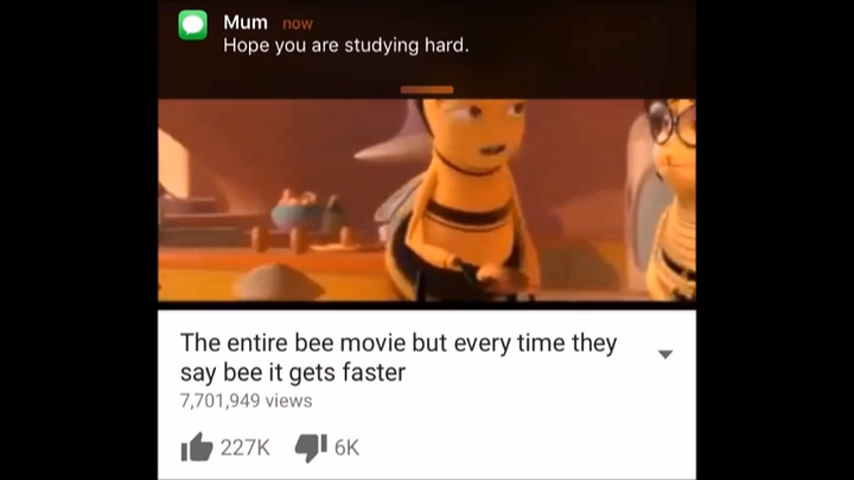 Mum now
Hope you are studying hard.
The entire bee movie but every time they
say bee it gets faster
7,701,949 views
227K 6K